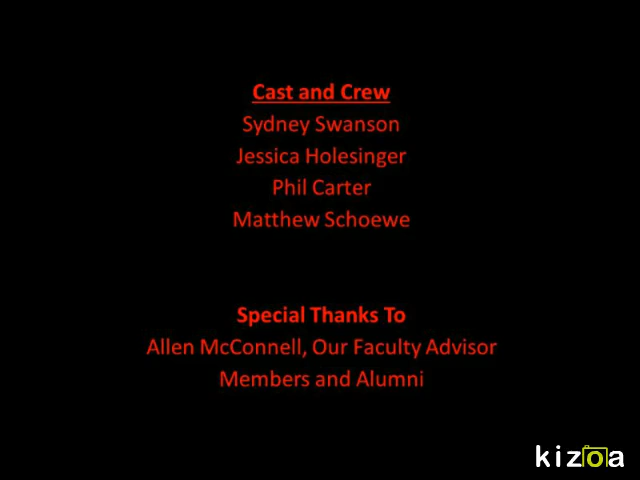 Cast and Crew
Sydney Swanson
Jessica Holesinger
Phil Carter
Matthew Schoewe
Special Thanks To
Allen McConnell, Our Faculty Advisor
Members and Alumni
kizoa